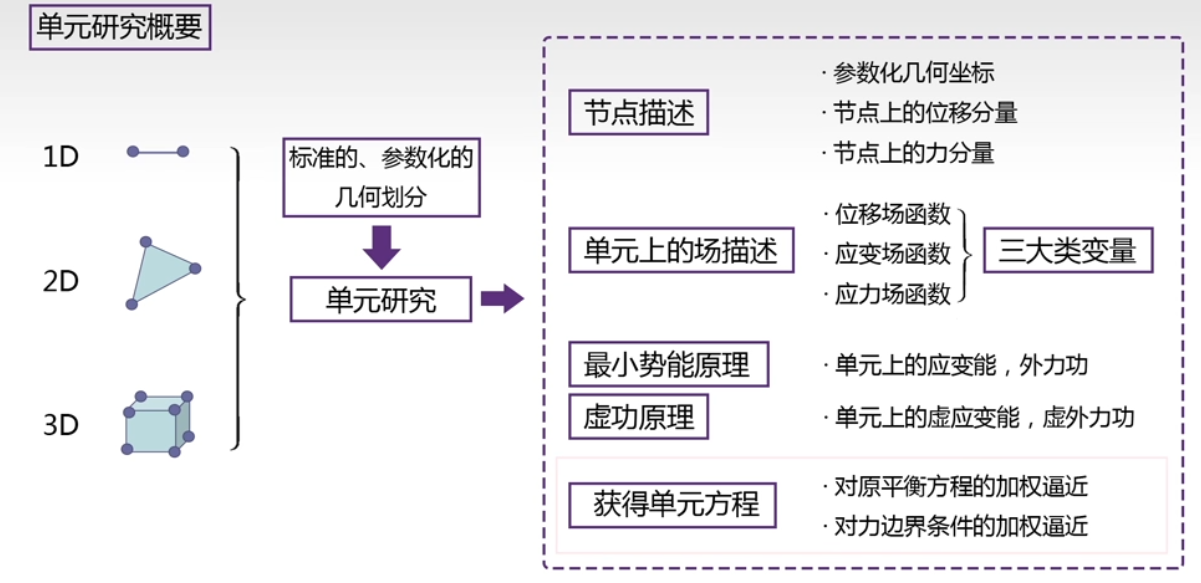 单元研究概要
1D
2D
3D
标准的、参数化的
几何划分
单元研究
节点描述
· 参数化几何坐标
· 节点上的位移分量
· 节点上的力分量
单元上的场描述
· 位移场函数
· 应变场函数
· 应力场函数
三大类变量
最小势能原理
· 单元上的应变能，外力功
虚功原理
· 单元上的虚应变能，虚外力功
获得单元方程
· 对原平衡方程的加权逼近
· 对力边界条件的加权逼近